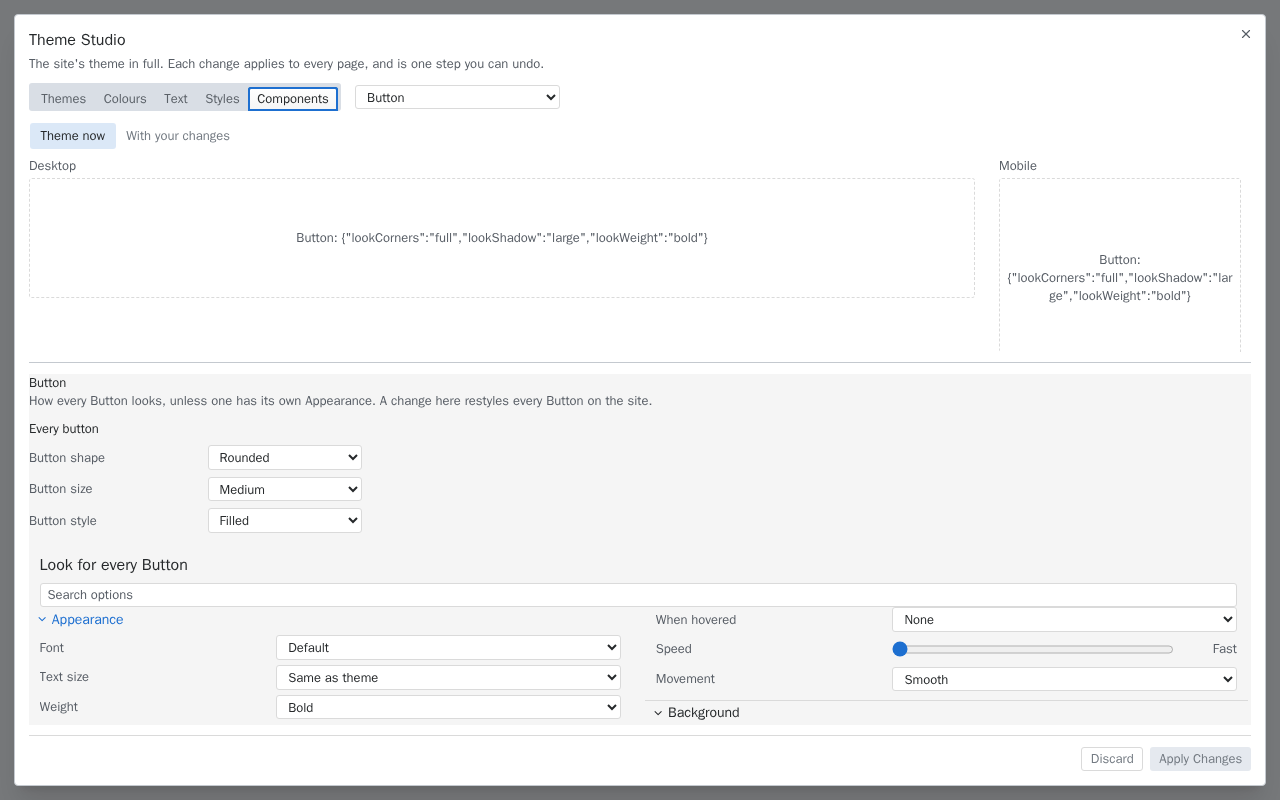 Theme Studio
×
The site's theme in full. Each change applies to every page, and is one step you can undo.
Themes Colours Text Styles Components Button
Theme now With your changes
Desktop
Mobile
Button: {"lookCorners":"full","lookShadow":"large","lookWeight":"bold"}
Button:
{"lookCorners":"full","lookShadow":"lar
ge","lookWeight":"bold"}
Button
How every Button looks, unless one has its own Appearance. A change here restyles every Button on the site.
Every button
Button shape Rounded
Button size Medium
Button style Filled
Look for every Button
Search options
Appearance
Font Default
Text size Same as theme
Weight Bold
When hovered None
Speed Fast
Movement Smooth
Background
Discard Apply Changes